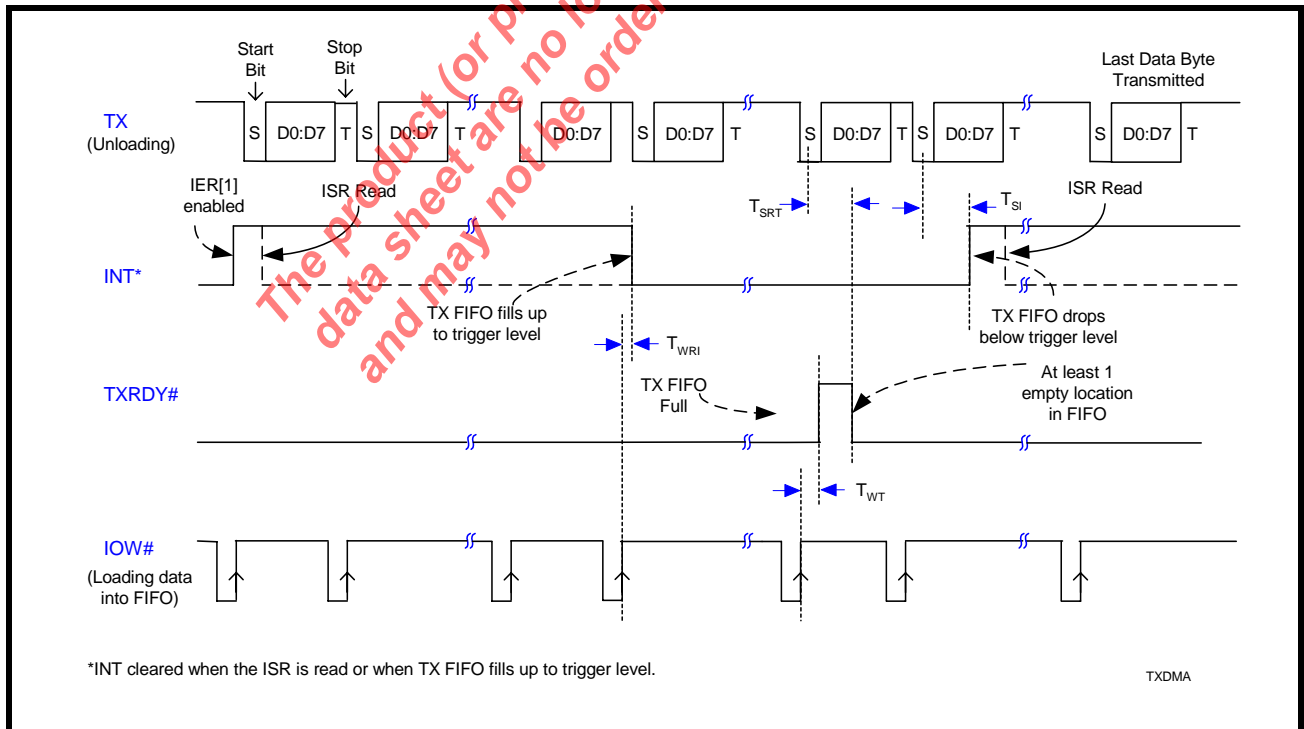 Start
Bit
Stop
Bit
Last Data Byte
Transmitted
TX
(Unloading)
S D0:D7 T S D0:D7 T D0:D7 T S D0:D7 T S D0:D7 T S D0:D7 T S D0:D7 T
IER[1]
enabled
ISR Read
TSRT
TSI
ISR Read
INT*
TX FIFO fills up
to trigger level
TX FIFO drops
below trigger level
TWRI
TXRDY#
TX FIFO
Full
At least 1
empty location
in FIFO
TWT
IOW#
(Loading data
into FIFO)
*INT cleared when the ISR is read or when TX FIFO fills up to trigger level.
TXDMA
The product (or
data sheet are no
and may not be